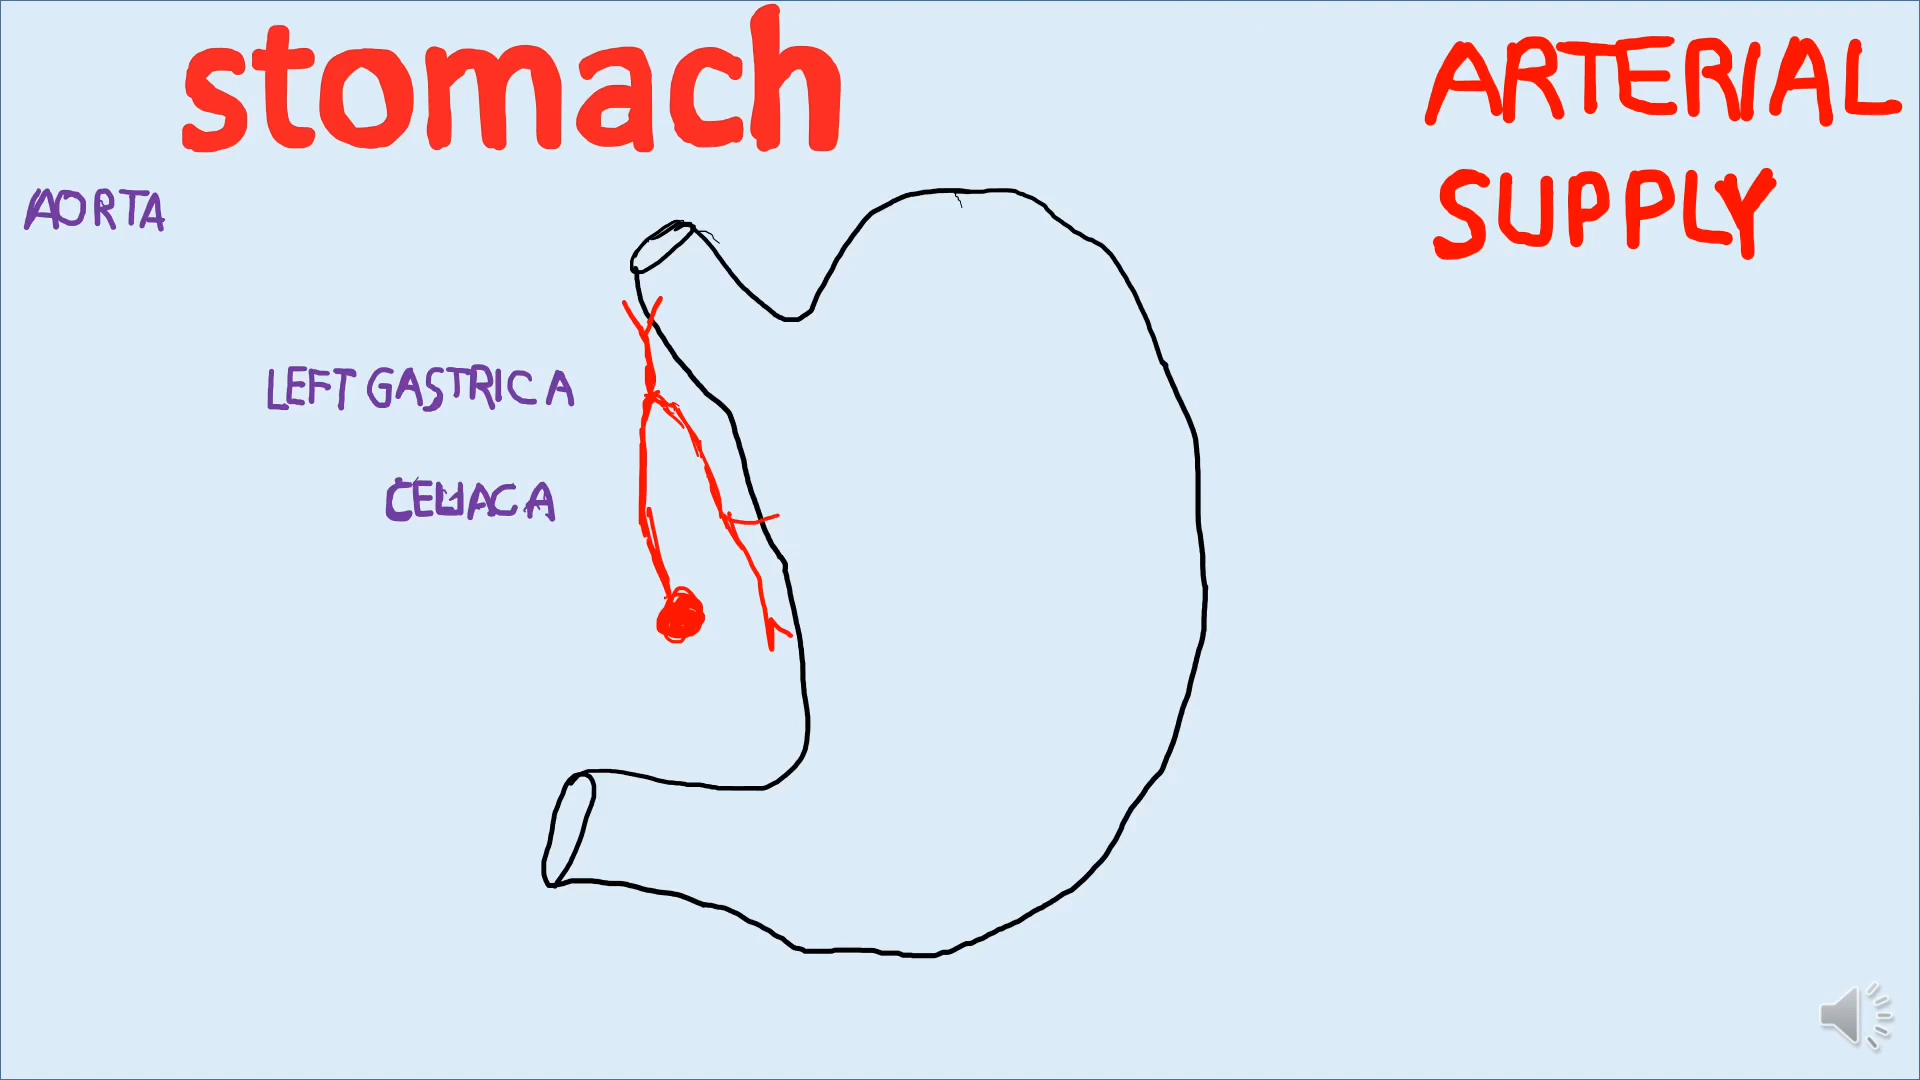 stomach
ARTERIAL
SUPPLY
AORTA
LEFT GASTRIC A
CELIAC A